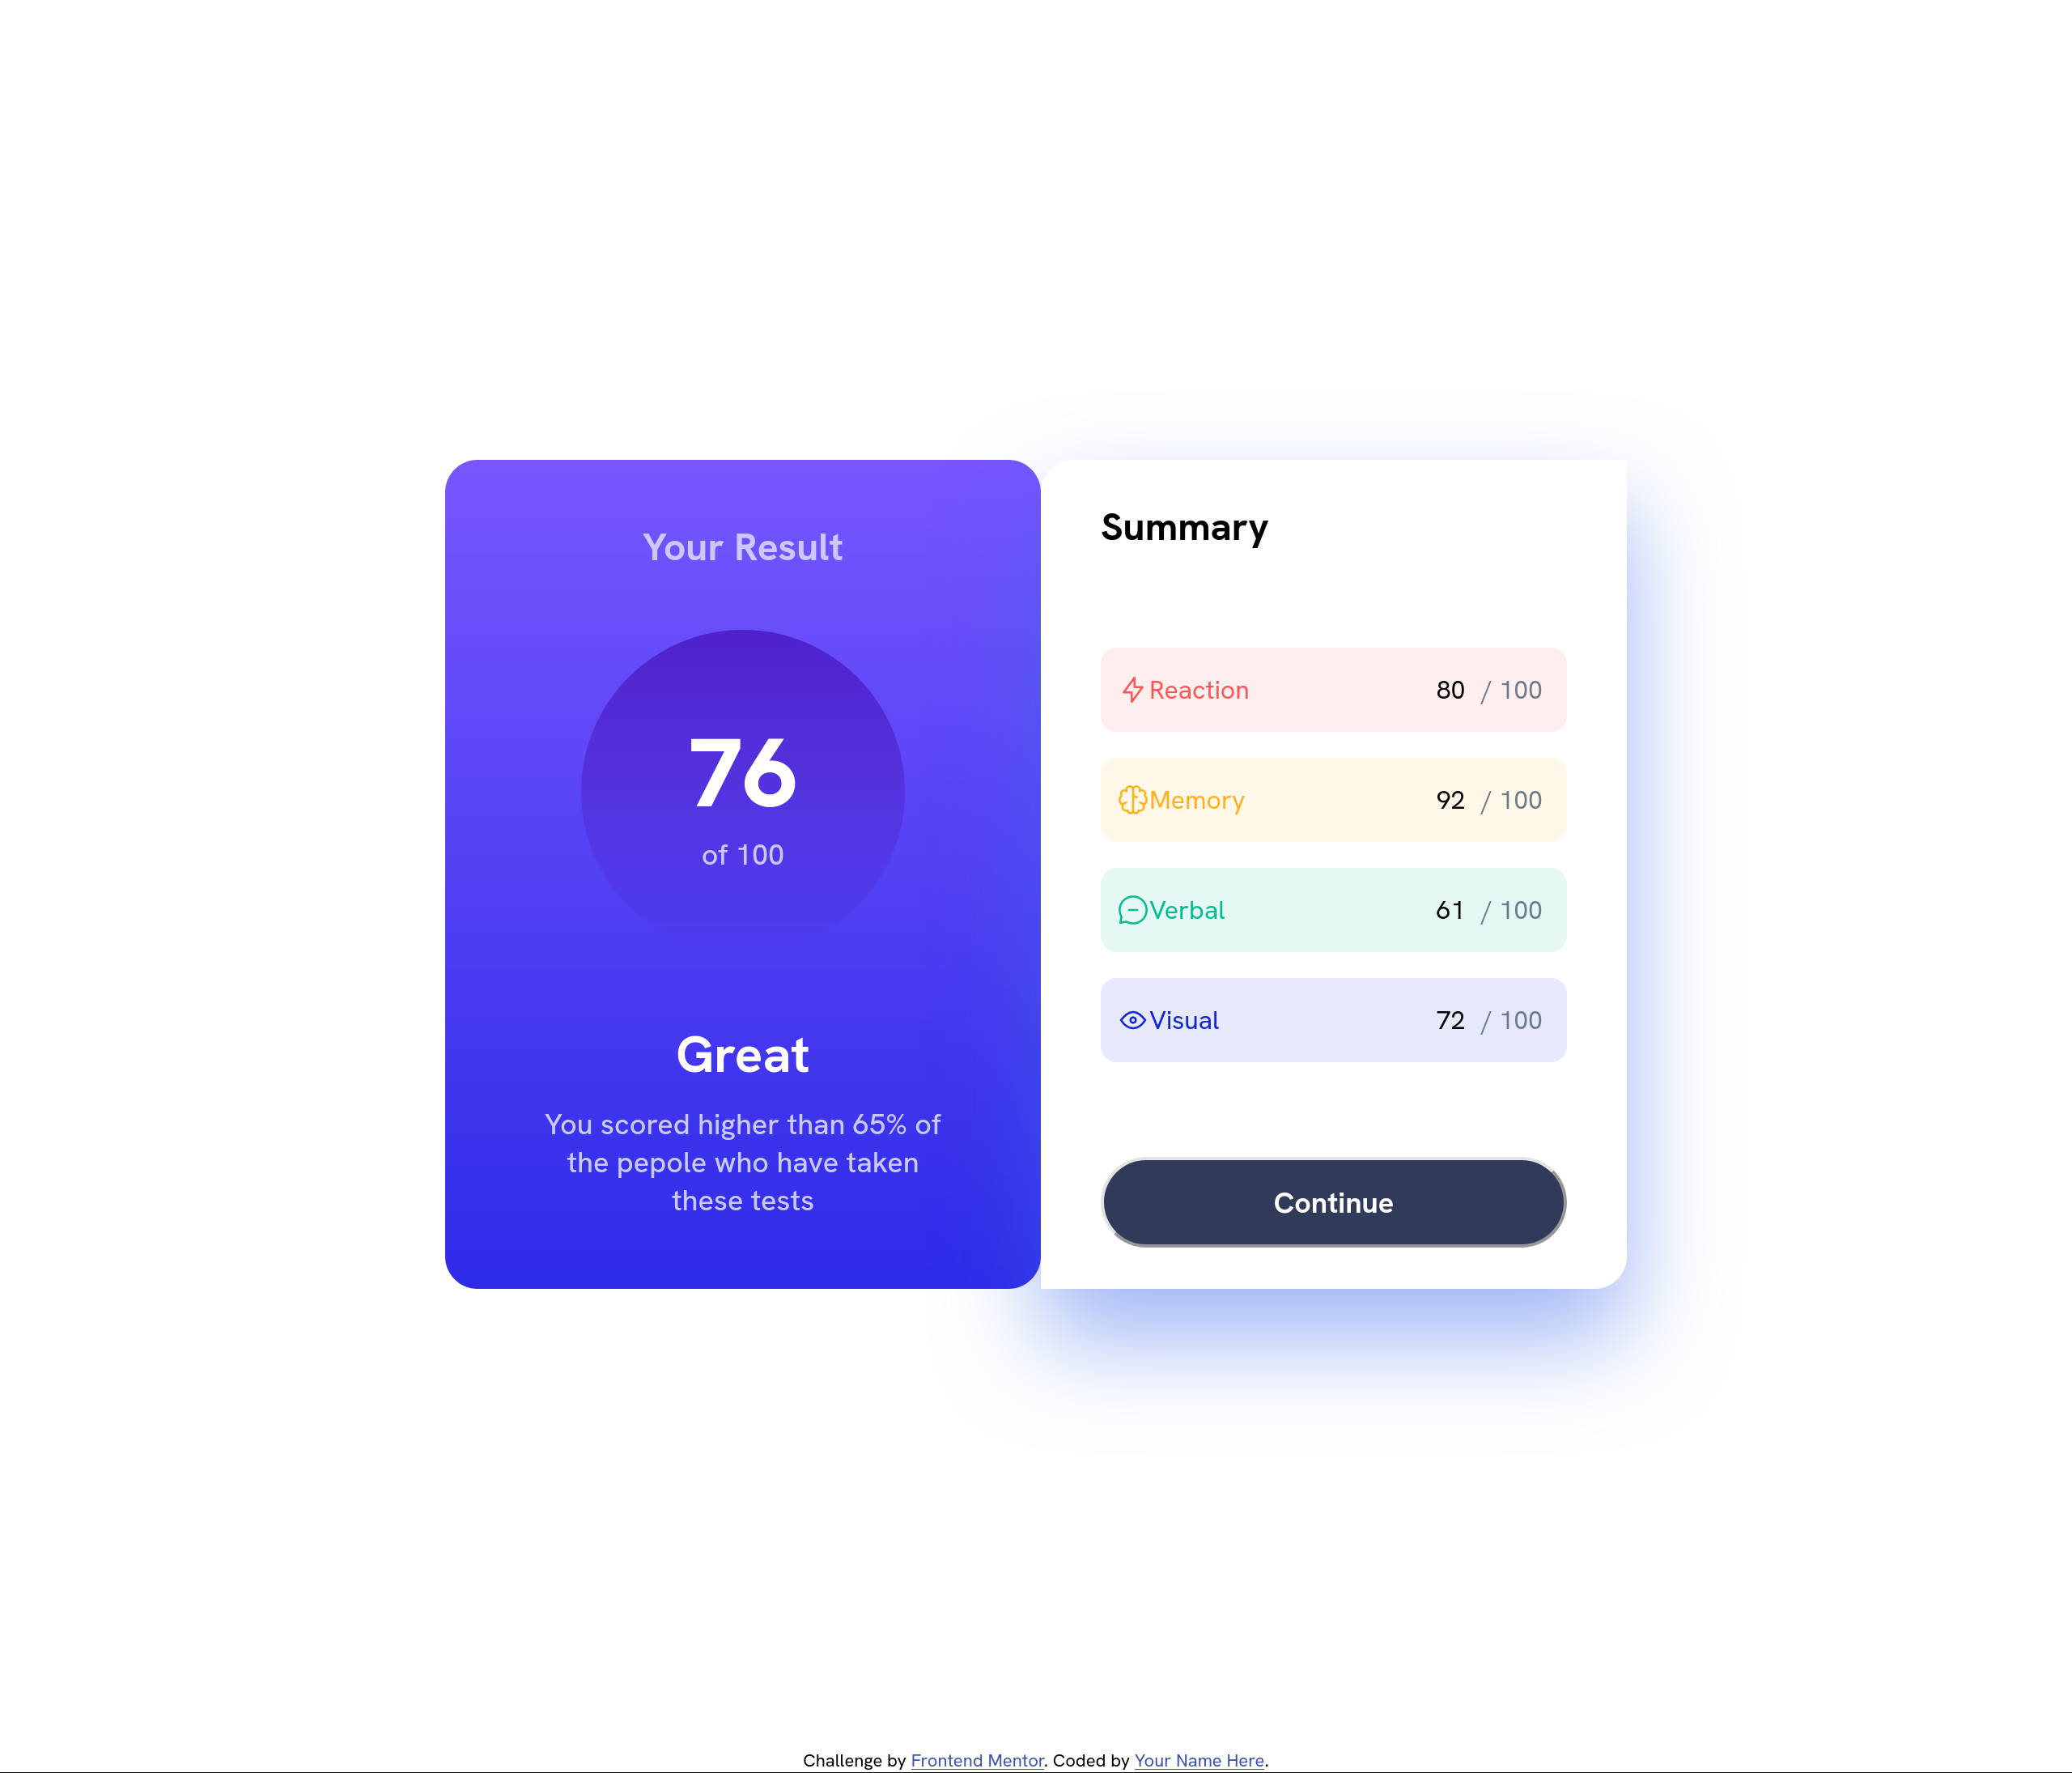 Your Result
76
of 100
Great
You scored higher than 65% of
the pepole who have taken
these tests
Summary
Reaction 80 / 100
Memory 92 / 100
Verbal 61 / 100
Visual 72 / 100
Continue
Challenge by Frontend Mentor. Coded by Your Name Here.